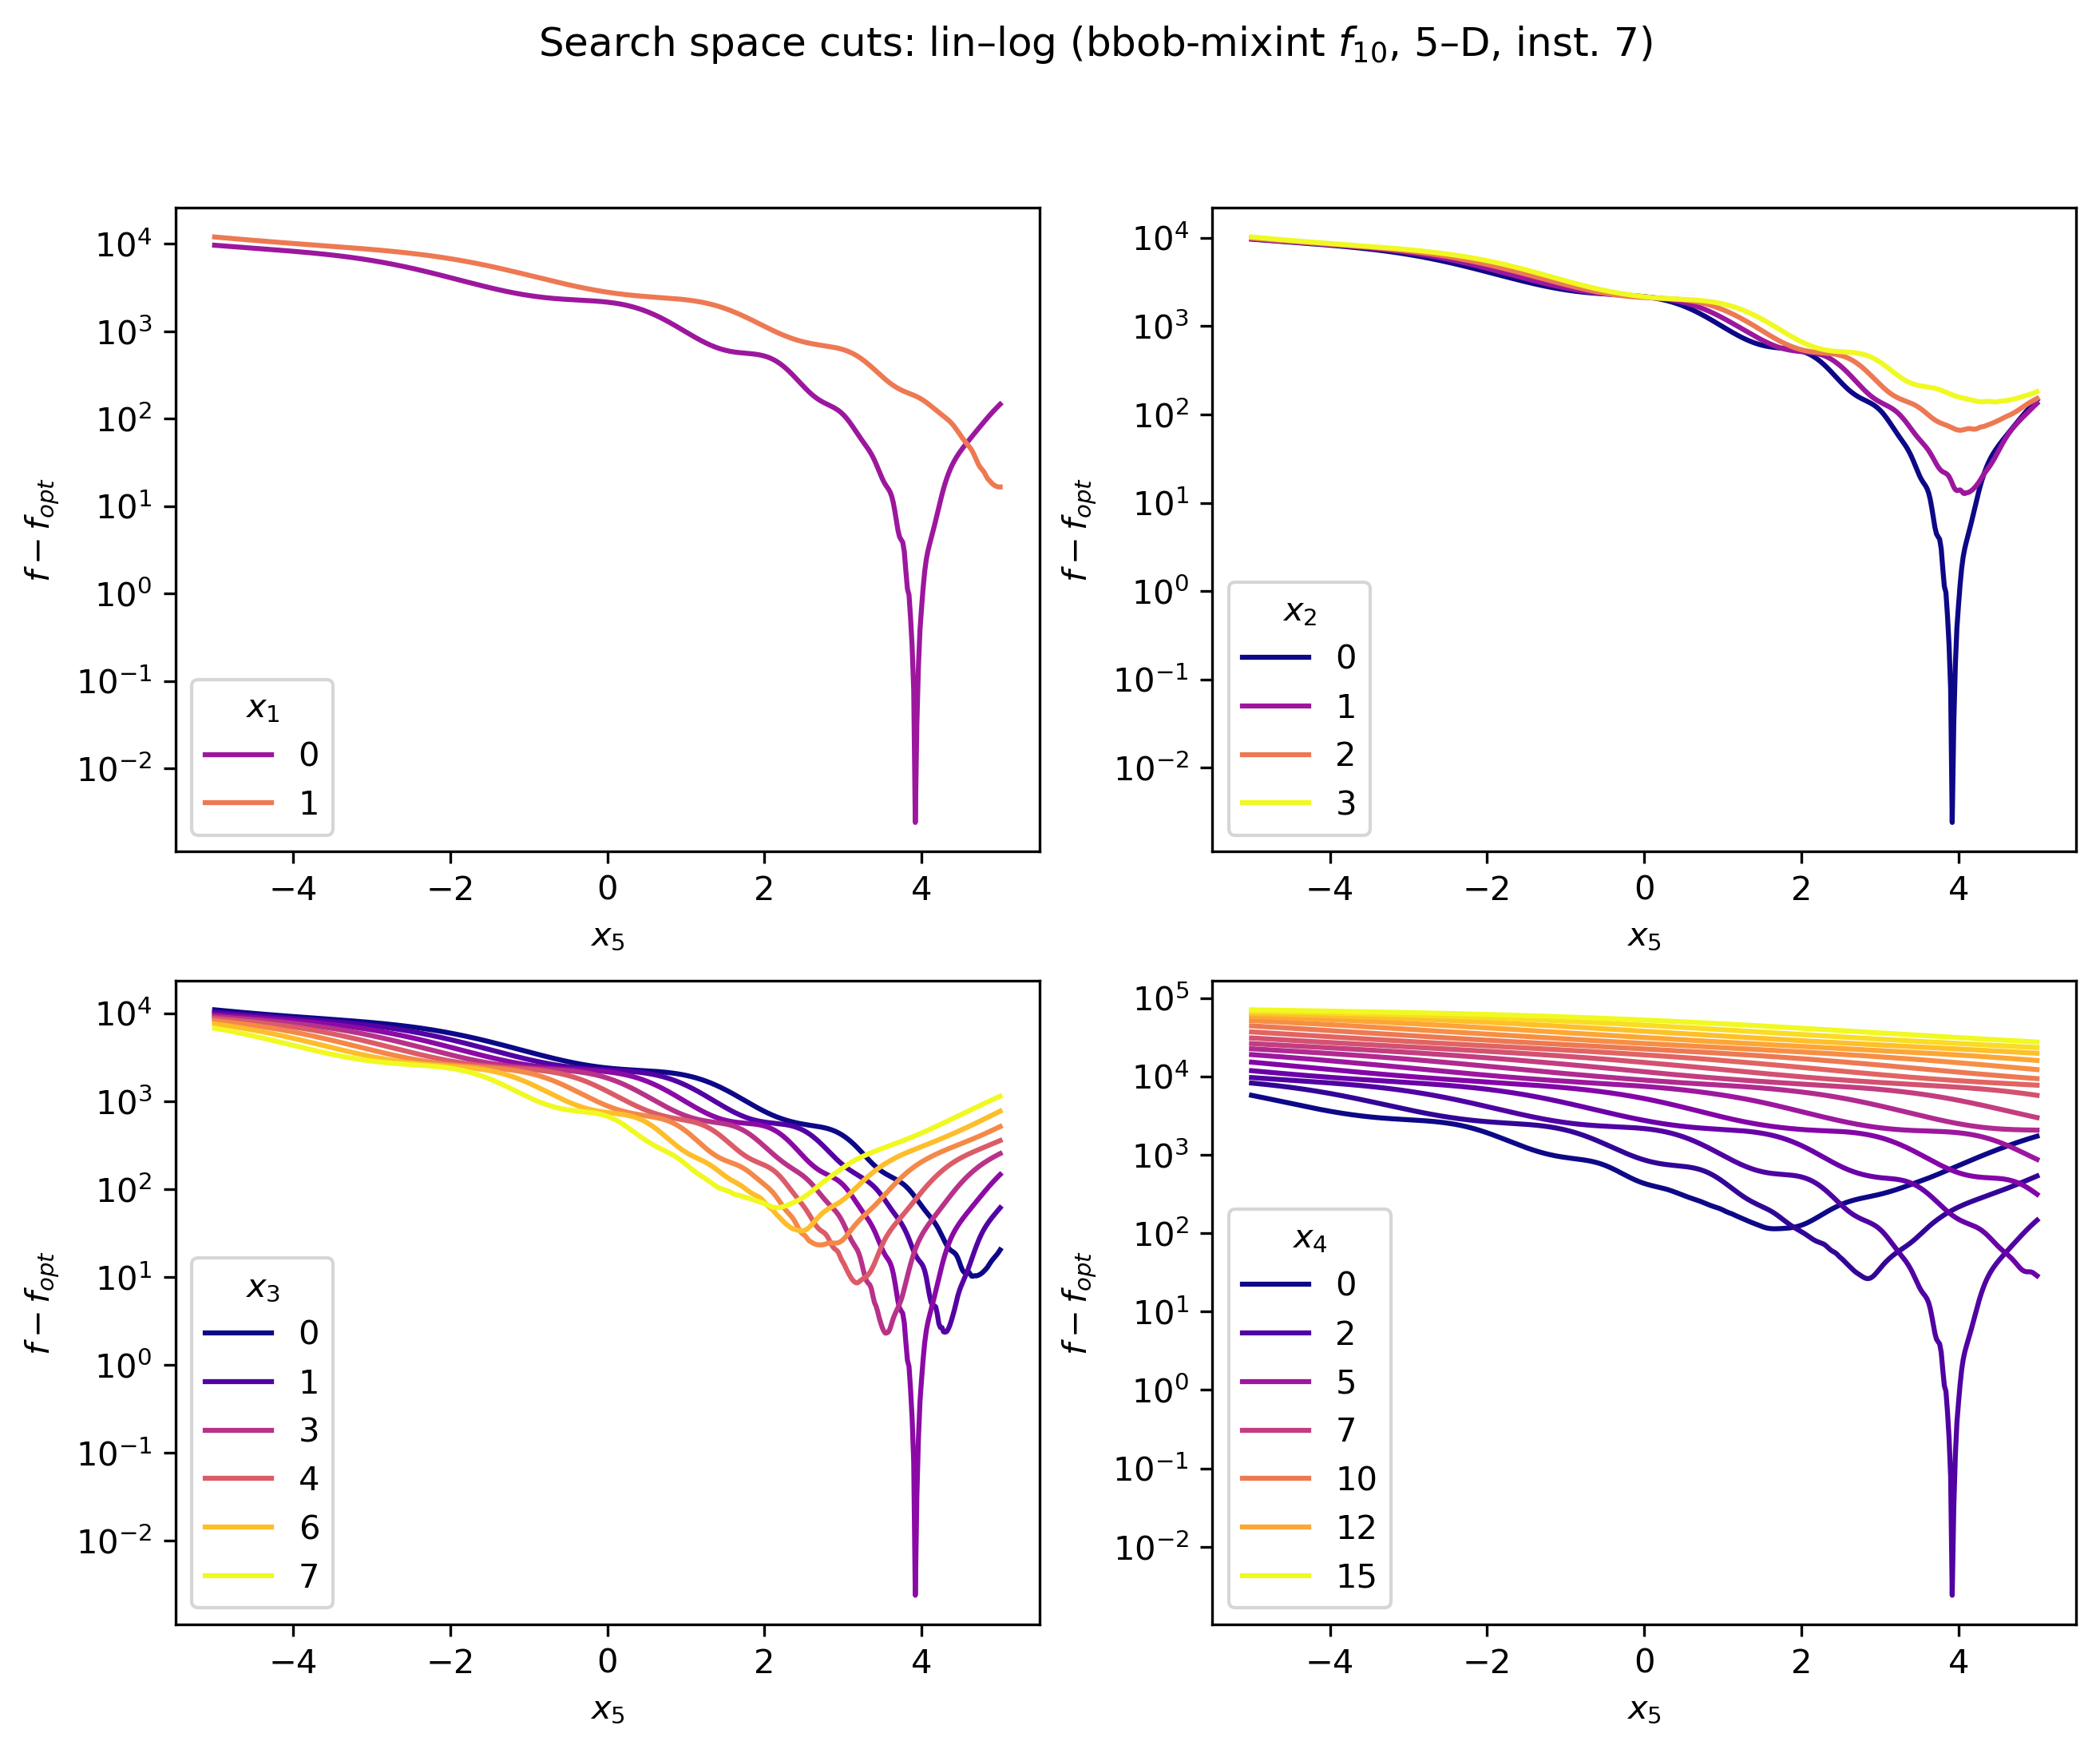 Search space cuts: lin–log (bbob-mixint f10, 5–D, inst. 7)
10^4
10^3
10^2
10^1
10^0
10^−1
10^−2
f − fopt
x1
0
1
−4 −2 0 2 4
x5
10^4
10^3
10^2
10^1
10^0
10^−1
10^−2
f − fopt
x2
0
1
2
3
−4 −2 0 2 4
x5
10^4
10^3
10^2
10^1
10^0
10^−1
10^−2
f − fopt
x3
0
1
3
4
6
7
−4 −2 0 2 4
x5
10^5
10^4
10^3
10^2
10^1
10^0
10^−1
10^−2
f − fopt
x4
0
2
5
7
10
12
15
−4 −2 0 2 4
x5